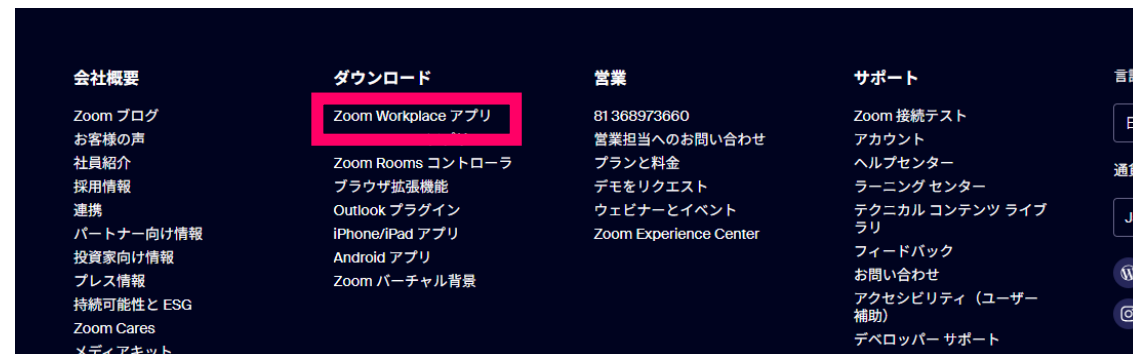 会社概要
Zoom ブログ
お客様の声
社員紹介
採用情報
連携
パートナー向け情報
投資家向け情報
プレス情報
持続可能性と ESG
Zoom Cares
メディアキット
ダウンロード
Zoom Workplace アプリ
Zoom Rooms コントローラ
ブラウザ拡張機能
Outlook プラグイン
iPhone/iPad アプリ
Android アプリ
Zoom バーチャル背景
営業
81 368973660
営業担当へのお問い合わせ
プランと料金
デモをリクエスト
ウェビナーとイベント
Zoom Experience Center
サポート
Zoom 接続テスト
アカウント
ヘルプセンター
ラーニング センター
テクニカル コンテンツ ライブ
ラリ
フィードバック
お問い合わせ
アクセシビリティ（ユーザー
補助）
デベロッパー サポート